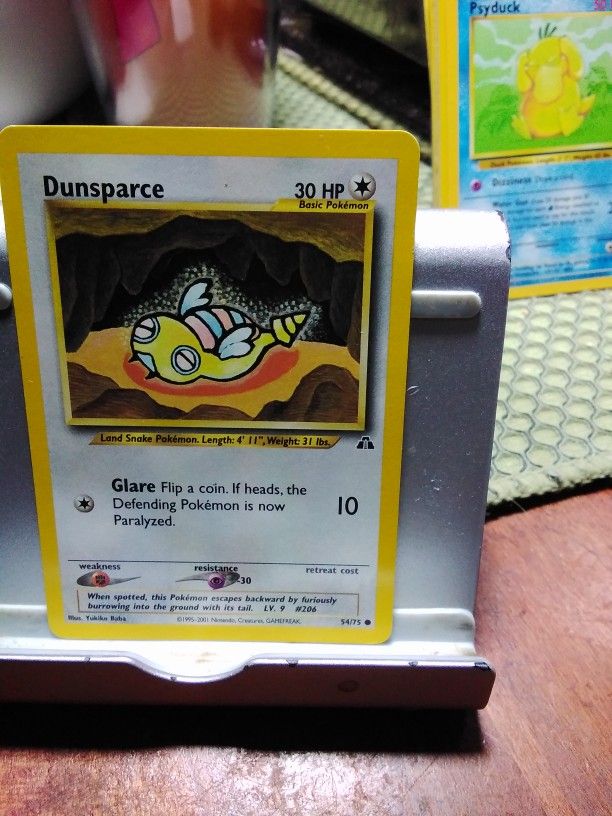 Psyduck 50
Dunsparce
30 HP
Basic Pokémon
Land Snake Pokémon. Length: 4' 11", Weight: 31 lbs.
Glare Flip a coin. If heads, the
Defending Pokémon is now
Paralyzed.
10
weakness
resistance
retreat cost
-30
When spotted, this Pokémon escapes backward by furiously
burrowing into the ground with its tail. LV. 9 #206
Illus. Yukiko Baba
©1995-2001 Nintendo, Creatures, GAMEFREAK.
54/75
Dizziness